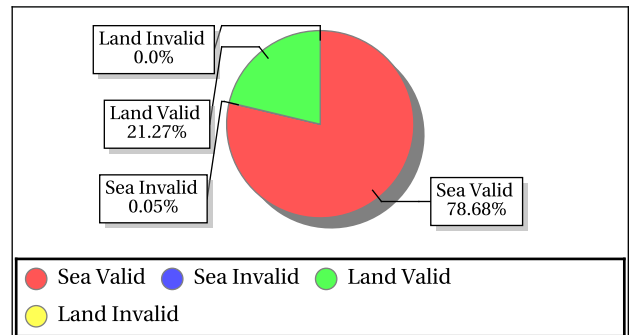 Land Invalid
0.0%
Land Valid
21.27%
Sea Invalid
0.05%
Sea Valid
78.68%
Sea Valid Sea Invalid Land Valid
Land Invalid